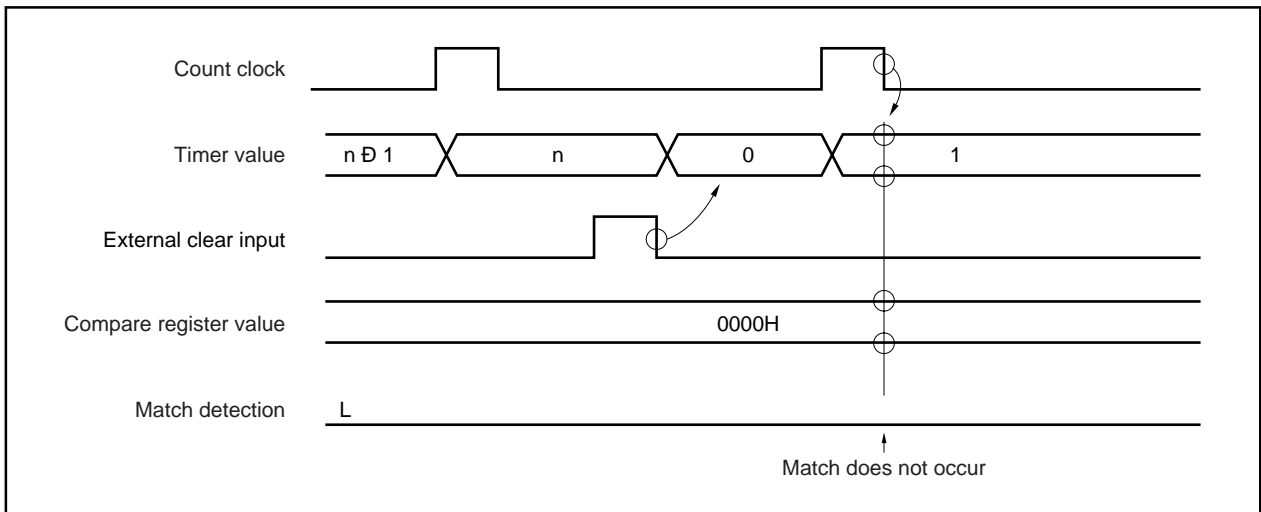 Count clock
Timer value
n Ð 1
n
0
1
External clear input
Compare register value
0000H
Match detection
L
Match does not occur